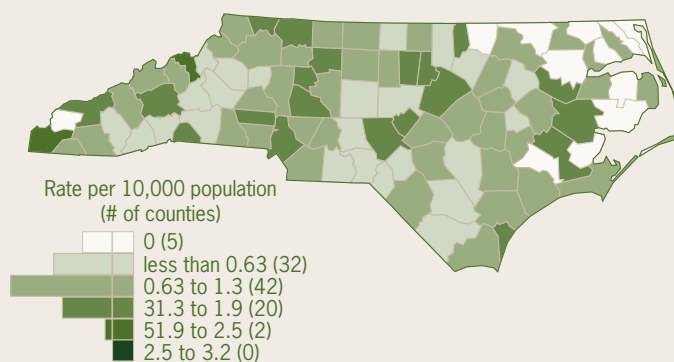 Rate per 10,000 population
(# of counties)
0 (5)
less than 0.63 (32)
0.63 to 1.3 (42)
31.3 to 1.9 (20)
51.9 to 2.5 (2)
2.5 to 3.2 (0)